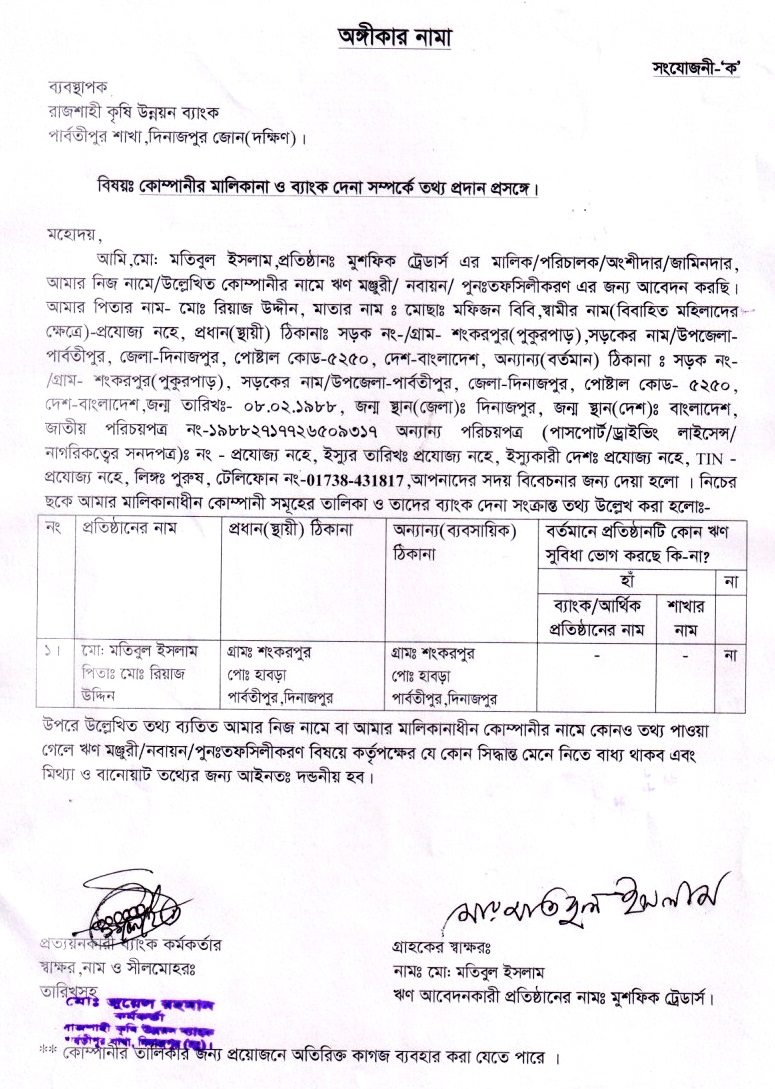 অঙ্গীকার নামা
সংযোজনী-'ক'
ব্যবস্থাপক
রাজশাহী কৃষি উন্নয়ন ব্যাংক
পার্বতীপুর শাখা,দিনাজপুর জোন(দক্ষিণ) ।
বিষয়ঃ কোম্পানীর মালিকানা ও ব্যাংক দেনা সম্পর্কে তথ্য প্রদান প্রসঙ্গে ।
মহোদয়,
আমি,মো: মতিবুল ইসলাম,প্রতিষ্ঠানঃ মুশফিক ট্রেডার্স এর মালিক/পরিচালক/অংশীদার/জামিনদার,
আমার নিজ নামে/উল্লেখিত কোম্পানীর নামে ঋণ মঞ্জুরী/ নবায়ন/ পুনঃতফসিলীকরণ এর জন্য আবেদন করছি ।
আমার পিতার নাম- মোঃ রিয়াজ উদ্দীন, মাতার নাম ঃ মোছাঃ মফিজন বিবি,স্বামীর নাম(বিবাহিত মহিলাদের
ক্ষেত্রে)-প্রযোজ্য নহে, প্রধান(স্থায়ী) ঠিকানাঃ সড়ক নং-/গ্রাম- শংকরপুর(পুকুরপাড়),সড়কের নাম/উপজেলা-
পার্বতীপুর, জেলা-দিনাজপুর, পোষ্টাল কোড-৫২৫০, দেশ-বাংলাদেশ, অন্যান্য(বর্তমান) ঠিকানা ঃ সড়ক নং-
/গ্রাম- শংকরপুর(পুকুরপাড়), সড়কের নাম/উপজেলা-পার্বতীপুর, জেলা-দিনাজপুর, পোষ্টাল কোড- ৫২৫০,
দেশ-বাংলাদেশ,জন্ম তারিখঃ- ০৮.০২.১৯৮৮, জন্ম স্থান(জেলা)ঃ দিনাজপুর, জন্ম স্থান(দেশ)ঃ বাংলাদেশ,
জাতীয় পরিচয়পত্র নং-১৯৮৮২৭১৭৭২৬৫০৯৩১৭ অন্যান্য পরিচয়পত্র (পাসপোর্ট/ড্রাইভিং লাইসেন্স/
নাগরিকত্বের সনদপত্র)ঃ নং - প্রযোজ্য নহে, ইস্যুর তারিখঃ প্রযোজ্য নহে, ইস্যুকারী দেশঃ প্রযোজ্য নহে, TIN -
প্রযোজ্য নহে, লিঙ্গঃ পুরুষ, টেলিফোন নং-01738-431817,আপনাদের সদয় বিবেচনার জন্য দেয়া হলো । নিচের
ছকে আমার মালিকানাধীন কোম্পানী সমূহের তালিকা ও তাদের ব্যাংক দেনা সংক্রান্ত তথ্য উল্লেখ করা হলোঃ-
নং প্রতিষ্ঠানের নাম প্রধান(স্থায়ী) ঠিকানা অন্যান্য(ব্যবসায়িক) বর্তমানে প্রতিষ্ঠানটি কোন ঋণ
ঠিকানা সুবিধা ভোগ করছে কি-না?
হাঁ না
ব্যাংক/আর্থিক শাখার
প্রতিষ্ঠানের নাম নাম
১। মো: মতিবুল ইসলাম গ্রামঃ শংকরপুর গ্রামঃ শংকরপুর - - না
পিতাঃ মোঃ রিয়াজ পোঃ হাবড়া পোঃ হাবড়া
উদ্দিন পার্বতীপুর,দিনাজপুর পার্বতীপুর,দিনাজপুর
উপরে উল্লেখিত তথ্য ব্যতিত আমার নিজ নামে বা আমার মালিকানাধীন কোম্পানীর নামে কোনও তথ্য পাওয়া
গেলে ঋণ মঞ্জুরী/নবায়ন/পুনঃতফসিলীকরণ বিষয়ে কর্তৃপক্ষের যে কোন সিদ্ধান্ত মেনে নিতে বাধ্য থাকব এবং
মিথ্যা ও বানোয়াট তথ্যের জন্য আইনতঃ দন্ডনীয় হব ।
মোঃ মতিবুল ইসলাম
প্রত্যয়নকারী ব্যাংক কর্মকর্তার গ্রাহকের স্বাক্ষরঃ
স্বাক্ষর,নাম ও সীলমোহরঃ নামঃ মো: মতিবুল ইসলাম
তারিখসহ ঋণ আবেদনকারী প্রতিষ্ঠানের নামঃ মুশফিক ট্রেডার্স ।
মোঃ জুয়েল রহমান
কর্মকর্তা
রাজশাহী কৃষি উন্নয়ন ব্যাংক
পার্বতীপুর শাখা, দিনাজপুর
** কোম্পানীর তালিকার জন্য প্রয়োজনে অতিরিক্ত কাগজ ব্যবহার করা যেতে পারে ।